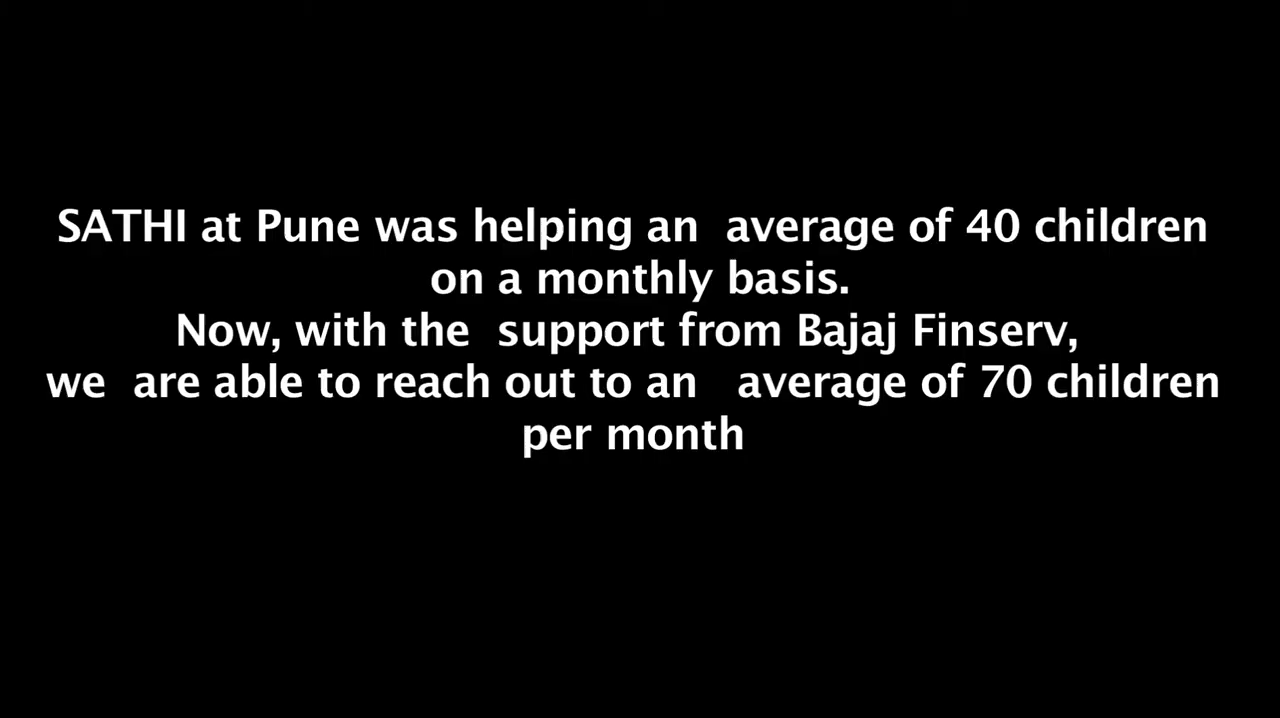 SATHI at Pune was helping an  average of 40 children
on a monthly basis.
Now, with the  support from Bajaj Finserv,
we  are able to reach out to an   average of 70 children
per month